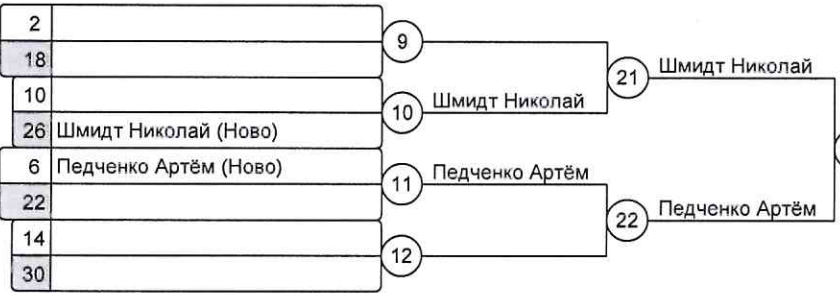 2
9
18
21 Шмидт Николай
10
10 Шмидт Николай
26 Шмидт Николай (Ново)
6 Педченко Артём (Ново)
11 Педченко Артём
22
22 Педченко Артём
14
12
30